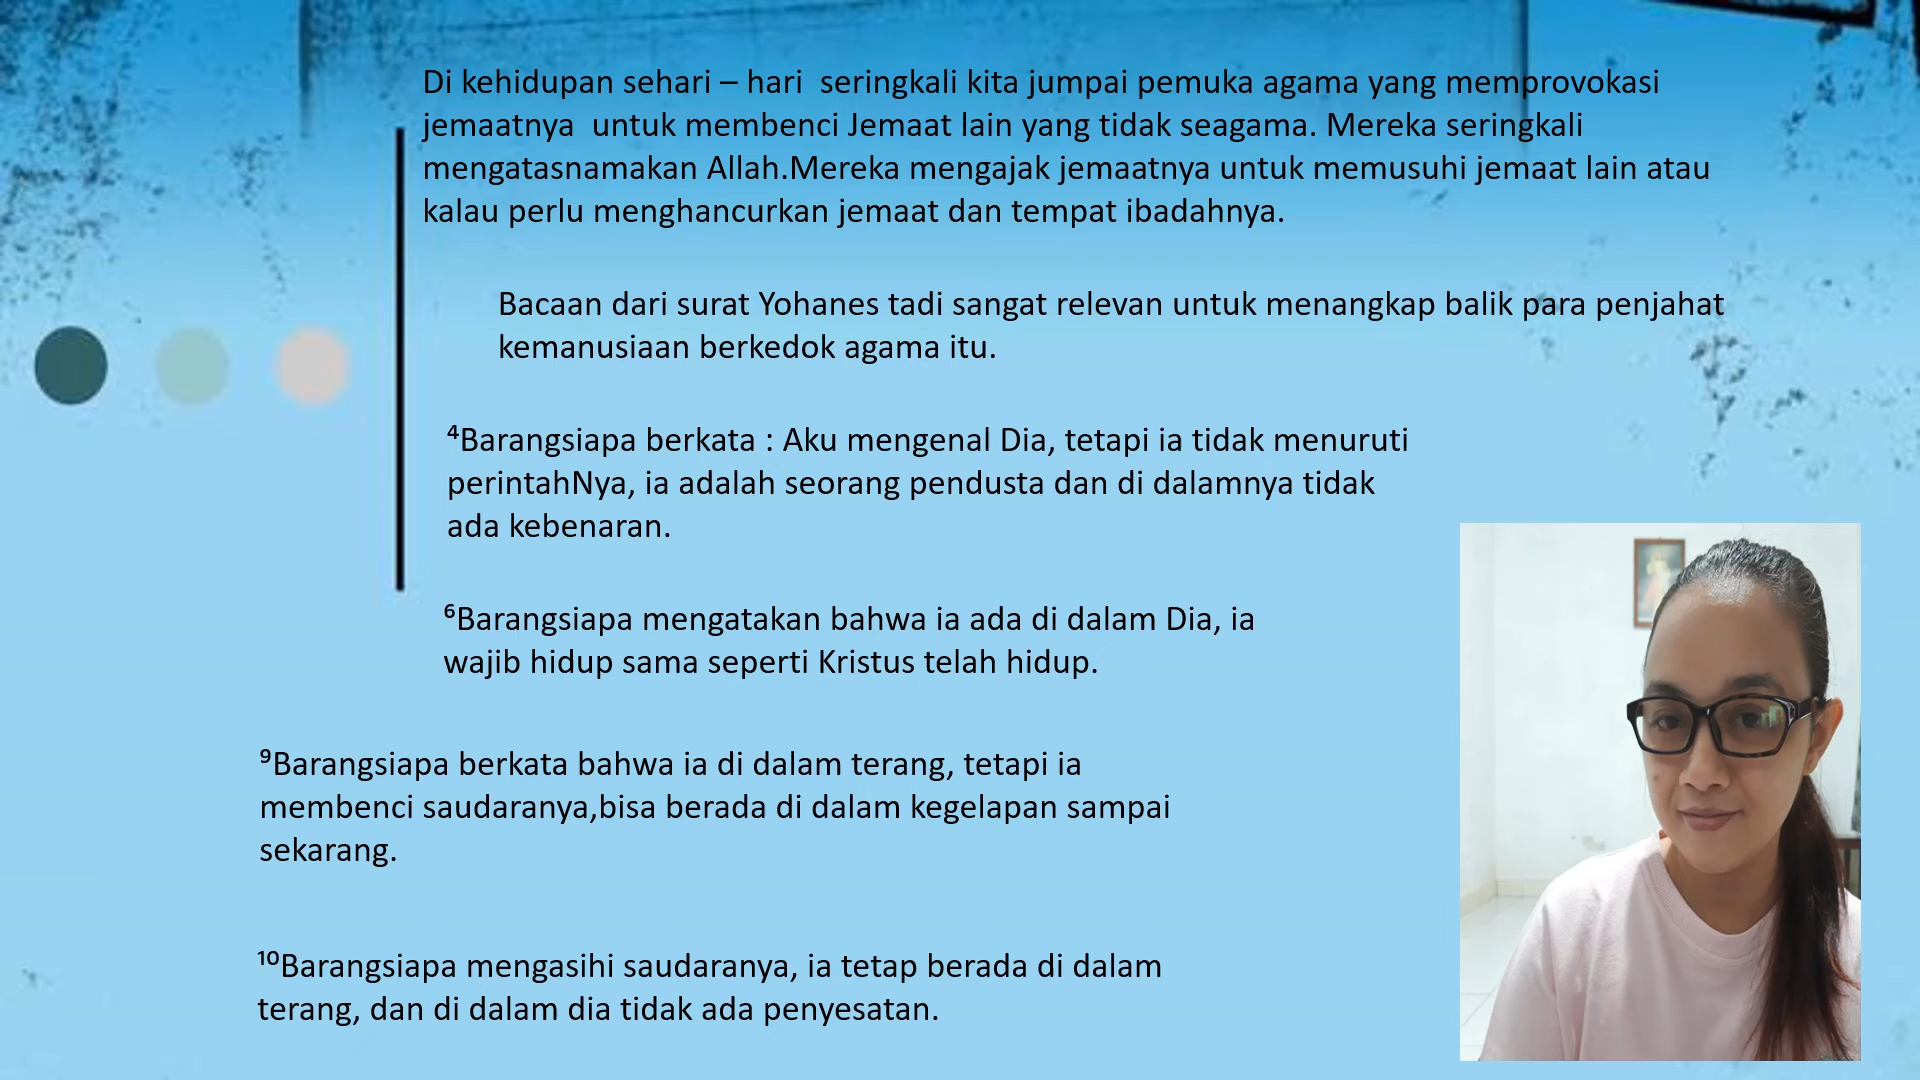 Di kehidupan sehari – hari  seringkali kita jumpai pemuka agama yang memprovokasi
jemaatnya  untuk membenci Jemaat lain yang tidak seagama. Mereka seringkali
mengatasnamakan Allah.Mereka mengajak jemaatnya untuk memusuhi jemaat lain atau
kalau perlu menghancurkan jemaat dan tempat ibadahnya.
Bacaan dari surat Yohanes tadi sangat relevan untuk menangkap balik para penjahat
kemanusiaan berkedok agama itu.
⁴Barangsiapa berkata : Aku mengenal Dia, tetapi ia tidak menuruti
perintahNya, ia adalah seorang pendusta dan di dalamnya tidak
ada kebenaran.
⁶Barangsiapa mengatakan bahwa ia ada di dalam Dia, ia
wajib hidup sama seperti Kristus telah hidup.
⁹Barangsiapa berkata bahwa ia di dalam terang, tetapi ia
membenci saudaranya,bisa berada di dalam kegelapan sampai
sekarang.
¹⁰Barangsiapa mengasihi saudaranya, ia tetap berada di dalam
terang, dan di dalam dia tidak ada penyesatan.